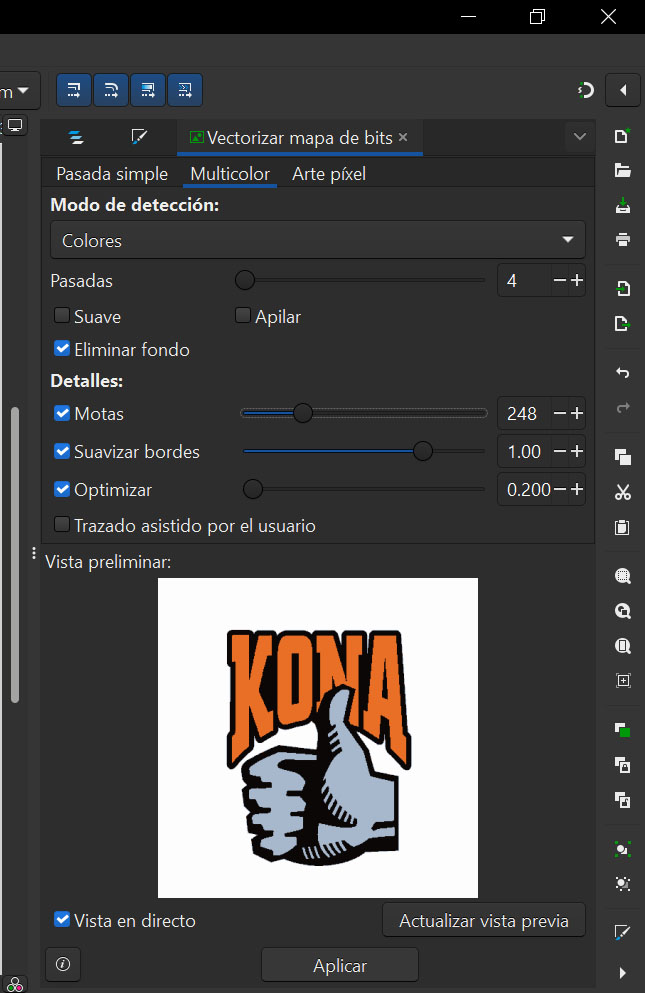 m
Vectorizar mapa de bits
Pasada simple Multicolor Arte píxel
Modo de detección:
Colores
Pasadas 4
Suave Apilar
Eliminar fondo
Detalles:
Motas 248
Suavizar bordes 1.00
Optimizar 0.200
Trazado asistido por el usuario
Vista preliminar:
KONA
Vista en directo Actualizar vista previa
Aplicar